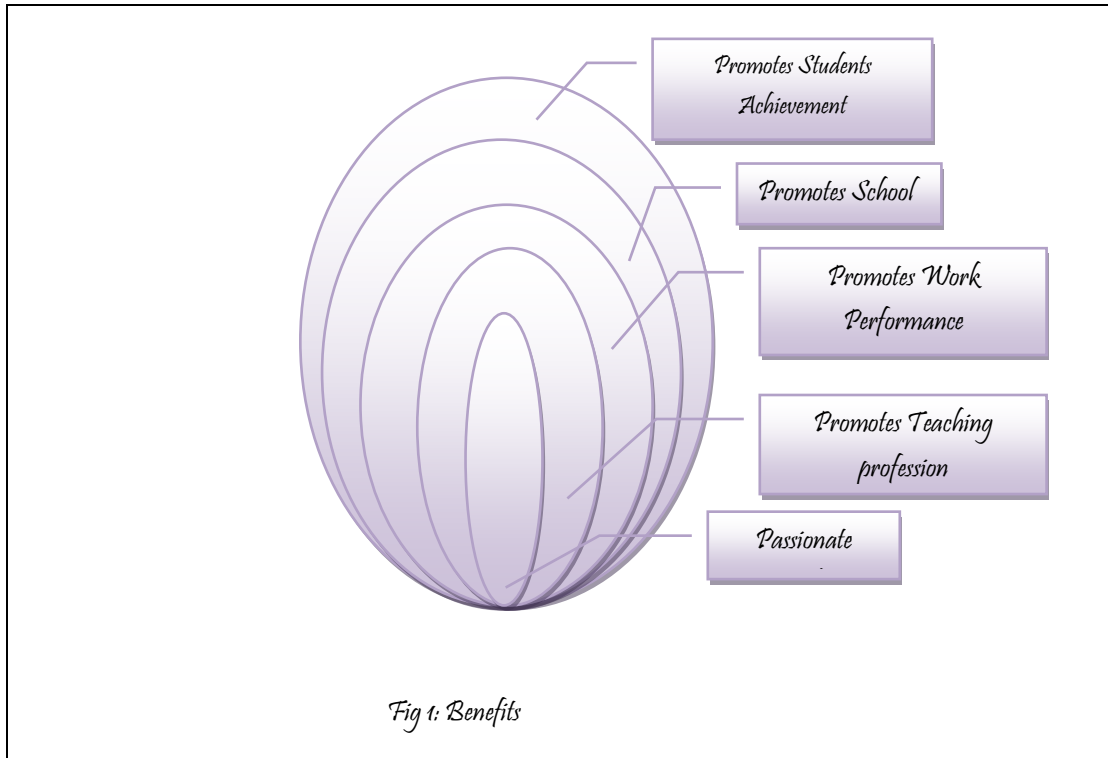 Promotes Students
Achievement
Promotes School
Promotes Work
Performance
Promotes Teaching
profession
Passionate
Fig 1: Benefits